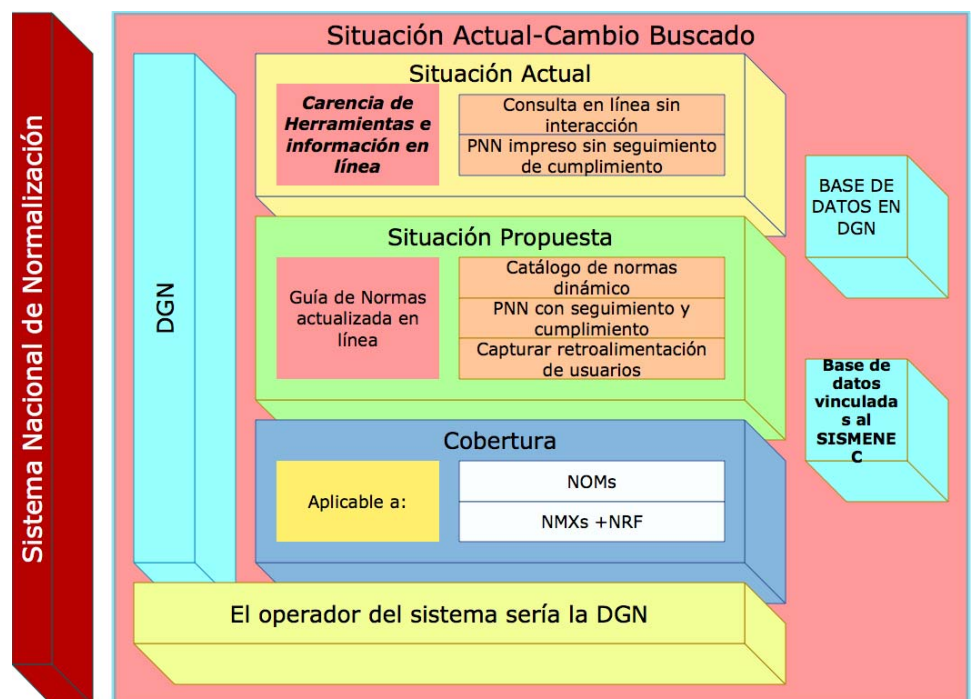 Sistema Nacional de Normalización
Situación Actual-Cambio Buscado
DGN
Situación Actual
Carencia de
Herramientas e
información en
línea
Consulta en línea sin
interacción
PNN impreso sin seguimiento
de cumplimiento
Situación Propuesta
Guía de Normas
actualizada en
línea
Catálogo de normas
dinámico
PNN con seguimiento y
cumplimiento
Capturar retroalimentación
de usuarios
Cobertura
Aplicable a:
NOMs
NMXs +NRF
El operador del sistema sería la DGN
BASE DE
DATOS EN
DGN
Base de
datos
vinculada
s al
SISMENE
C